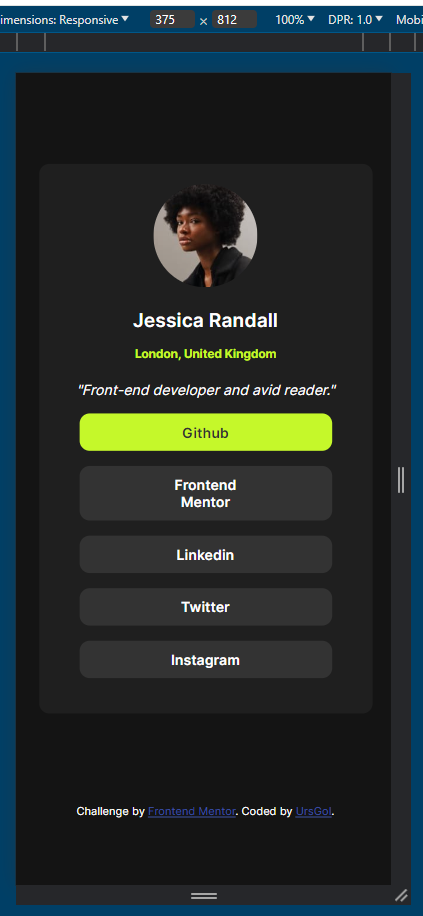 imensions: Responsive 375 × 812 100% DPR: 1.0 Mobi
Jessica Randall
London, United Kingdom
"Front-end developer and avid reader."
Github
Frontend
Mentor
Linkedin
Twitter
Instagram
Challenge by Frontend Mentor. Coded by UrsGol.